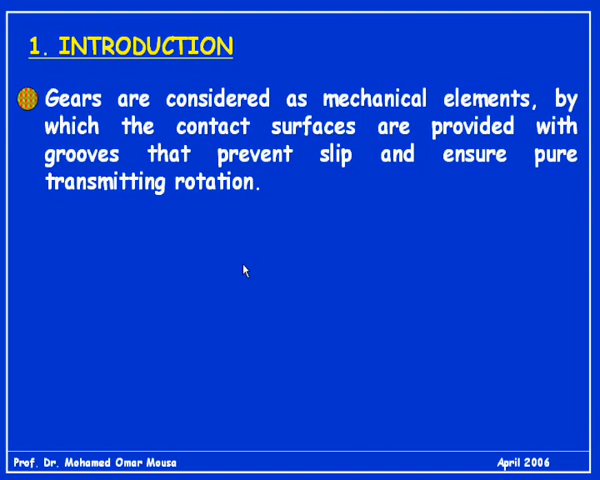 1. INTRODUCTION
Gears are considered as mechanical elements, by
which the contact surfaces are provided with
grooves that prevent slip and ensure pure
transmitting rotation.
Prof. Dr. Mohamed Omar Mousa
April 2006